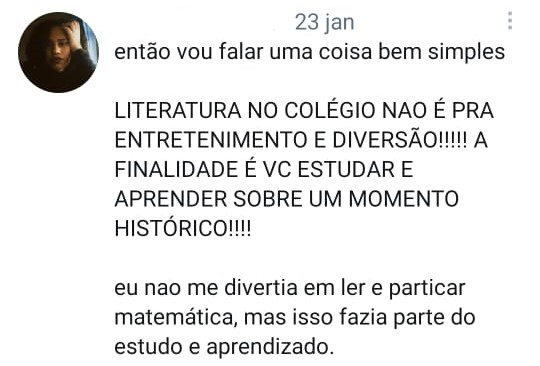 23 jan
então vou falar uma coisa bem simples
LITERATURA NO COLÉGIO NAO É PRA
ENTRETENIMENTO E DIVERSÃO!!!!! A
FINALIDADE É VC ESTUDAR E
APRENDER SOBRE UM MOMENTO
HISTÓRICO!!!!
eu nao me divertia em ler e particar
matemática, mas isso fazia parte do
estudo e aprendizado.